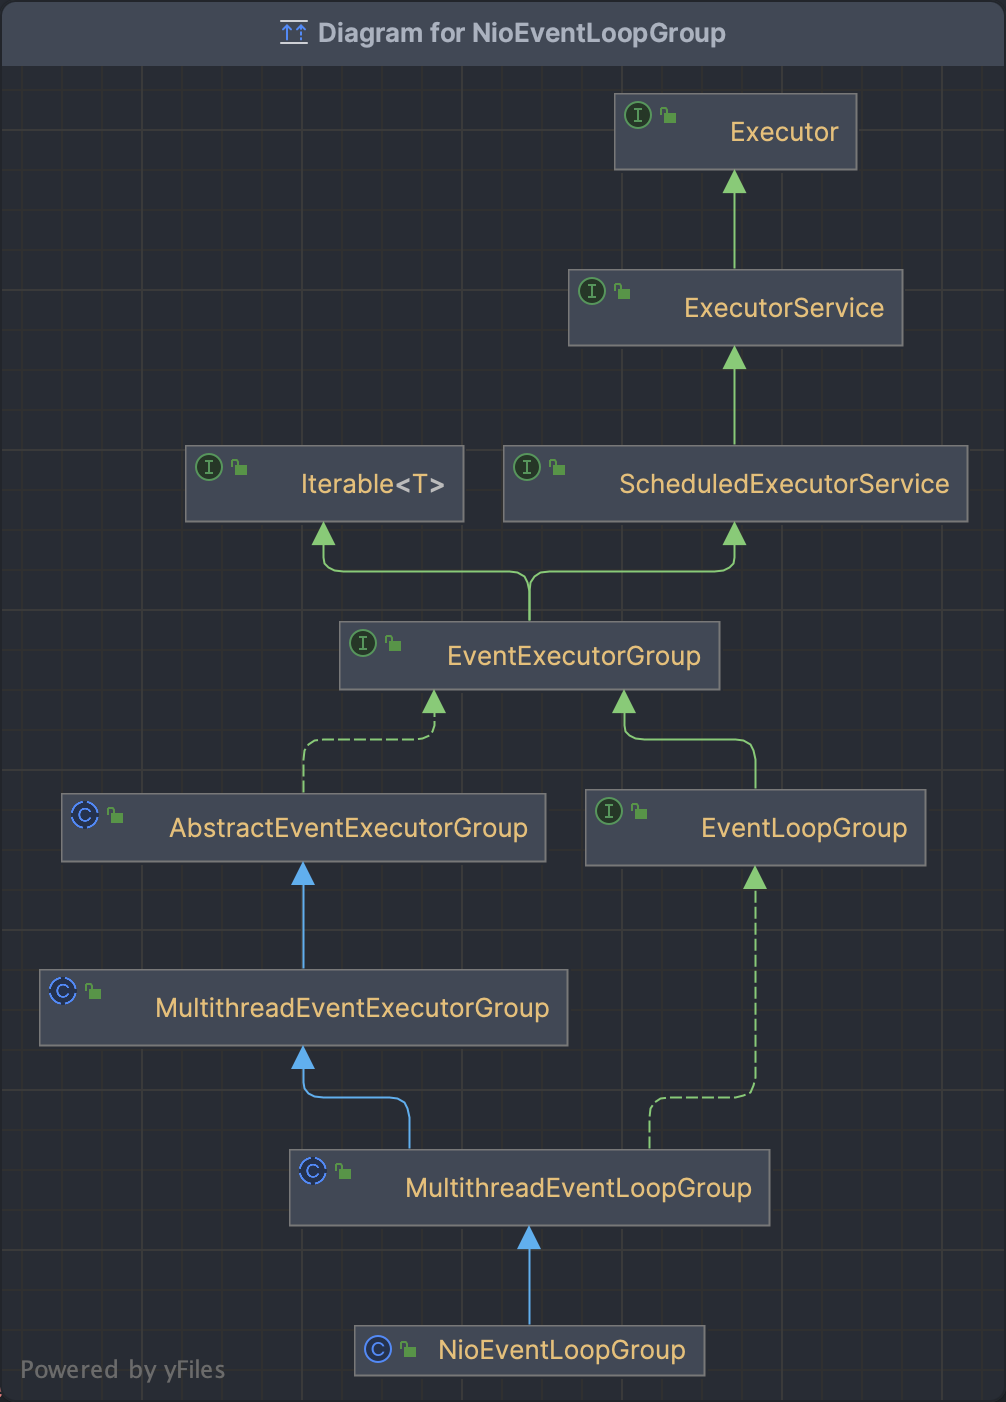 Diagram for NioEventLoopGroup
Executor
ExecutorService
Iterable<T>
ScheduledExecutorService
EventExecutorGroup
AbstractEventExecutorGroup
EventLoopGroup
MultithreadEventExecutorGroup
MultithreadEventLoopGroup
NioEventLoopGroup
Powered by yFiles